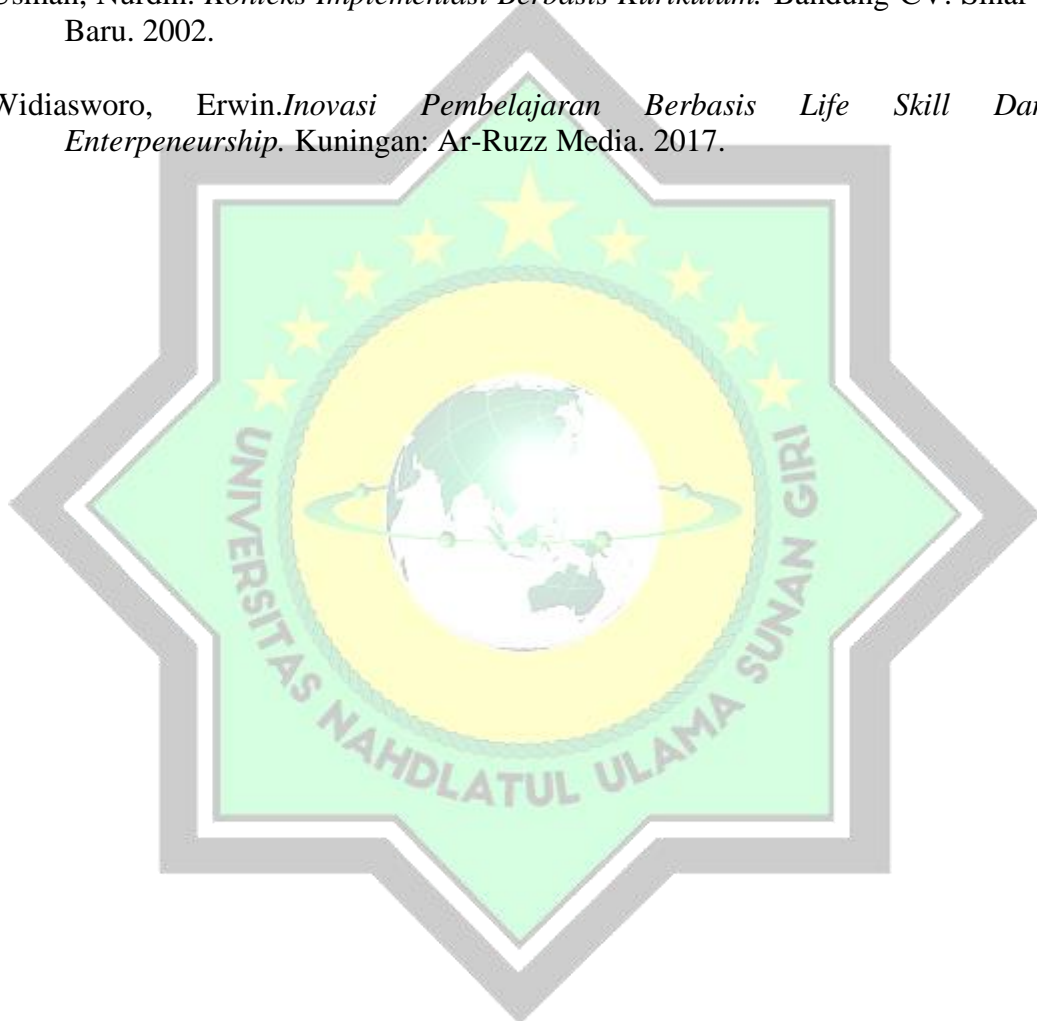 Usman, Nurdin. Konteks Implementasi Berbasis Kurikulum. Bandung CV. Sinar
Baru. 2002.
Widiasworo, Erwin.Inovasi Pembelajaran Berbasis Life Skill Dan
Enterpeneurship. Kuningan: Ar-Ruzz Media. 2017.
UNIVERSITAS NAHDLATUL ULAMA SUNAN GIRI